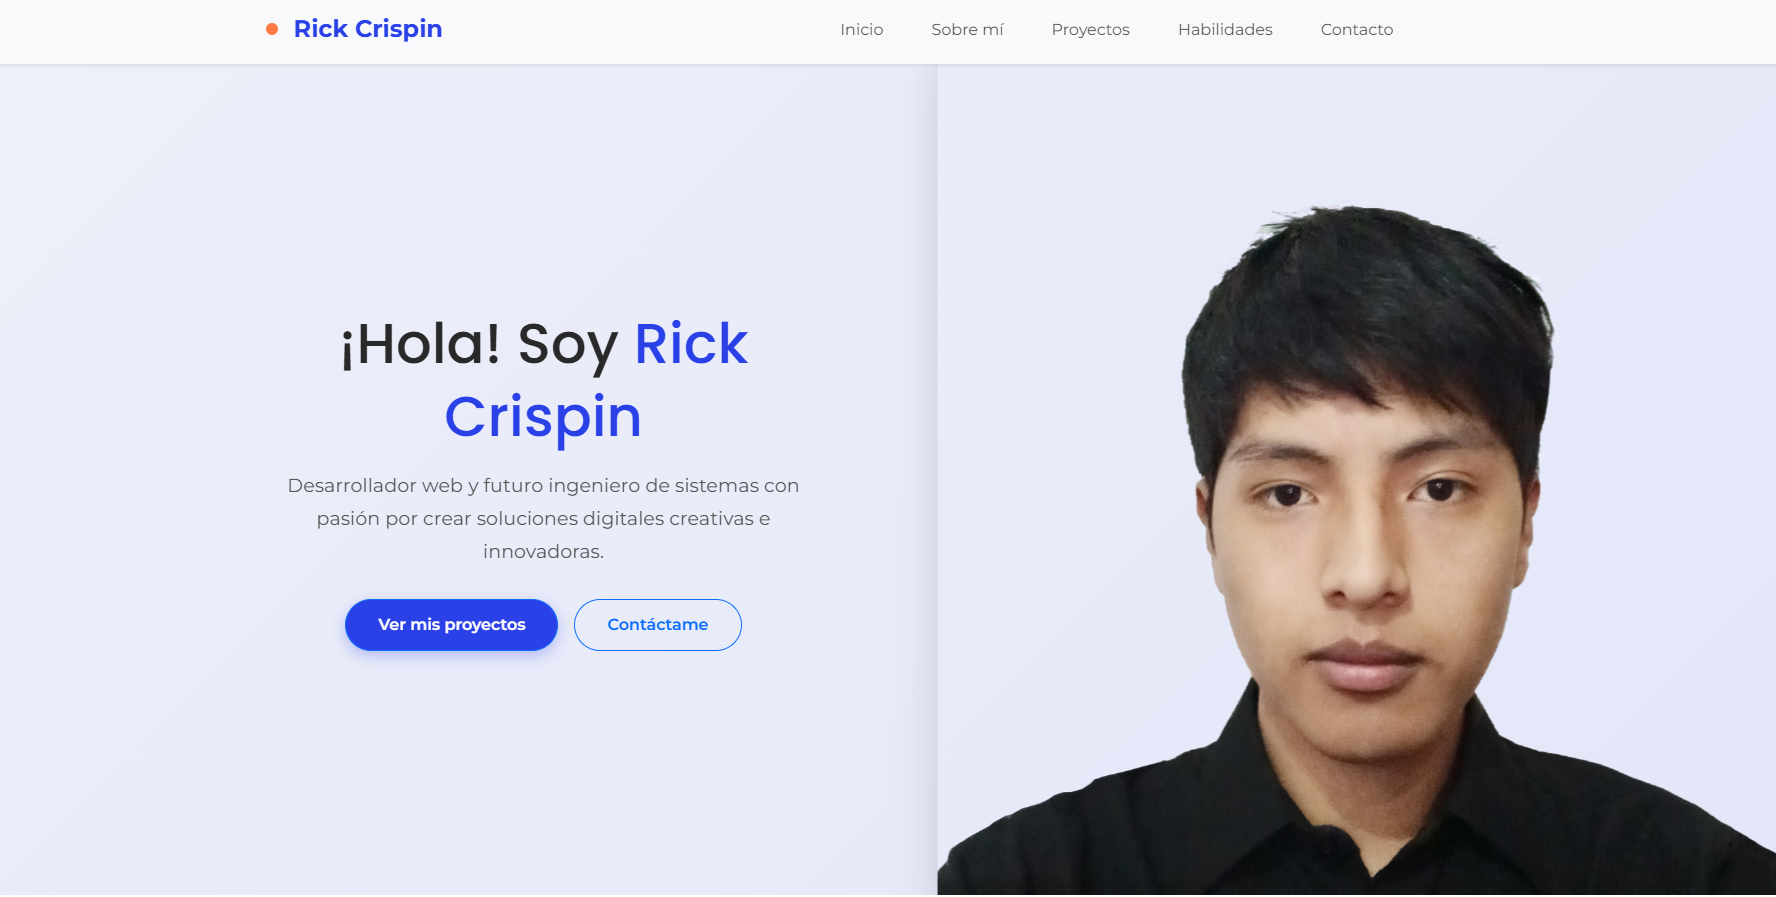 Rick Crispin
Inicio Sobre mí Proyectos Habilidades Contacto
¡Hola! Soy Rick
Crispin
Desarrollador web y futuro ingeniero de sistemas con
pasión por crear soluciones digitales creativas e
innovadoras.
Ver mis proyectos
Contáctame